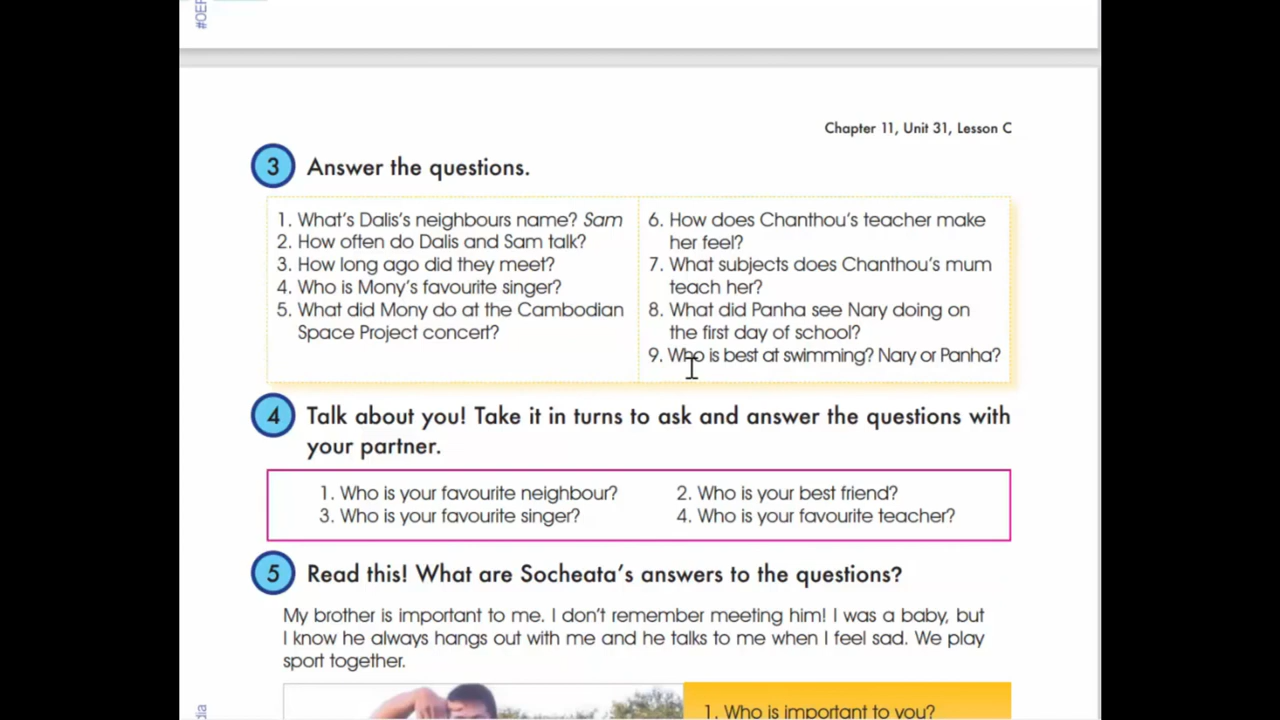 #OEP
Chapter 11, Unit 31, Lesson C
3 Answer the questions.
1. What's Dalis's neighbours name? Sam
2. How often do Dalis and Sam talk?
3. How long ago did they meet?
4. Who is Mony's favourite singer?
5. What did Mony do at the Cambodian
Space Project concert?
6. How does Chanthou's teacher make
her feel?
7. What subjects does Chanthou's mum
teach her?
8. What did Panha see Nary doing on
the first day of school?
9. Who is best at swimming? Nary or Panha?
4 Talk about you! Take it in turns to ask and answer the questions with
your partner.
1. Who is your favourite neighbour?
2. Who is your best friend?
3. Who is your favourite singer?
4. Who is your favourite teacher?
5 Read this! What are Socheata's answers to the questions?
My brother is important to me. I don't remember meeting him! I was a baby, but
I know he always hangs out with me and he talks to me when I feel sad. We play
sport together.
1. Who is important to you?
dia